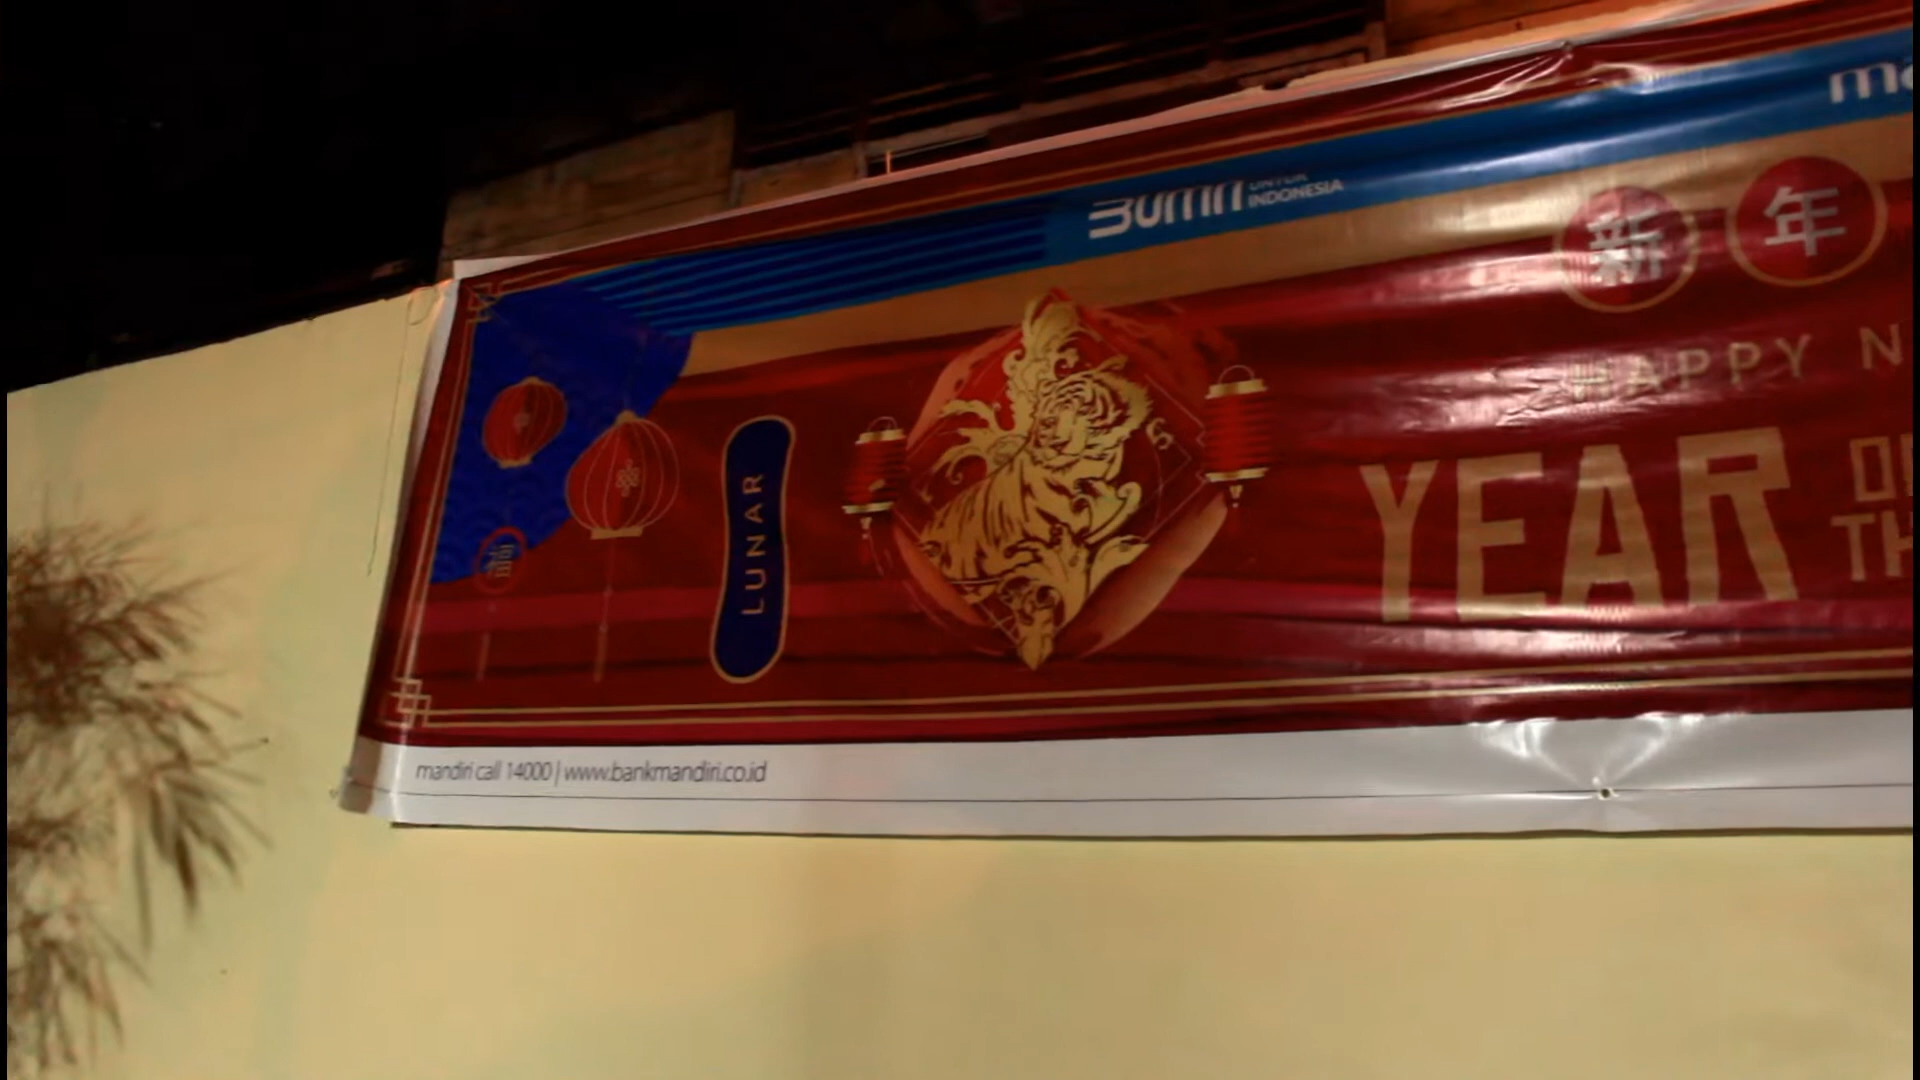 BUMN UNTUK
INDONESIA
新年
HAPPY
LUNAR
YEAR
mandiri call 14000 | www.bankmandiri.co.id